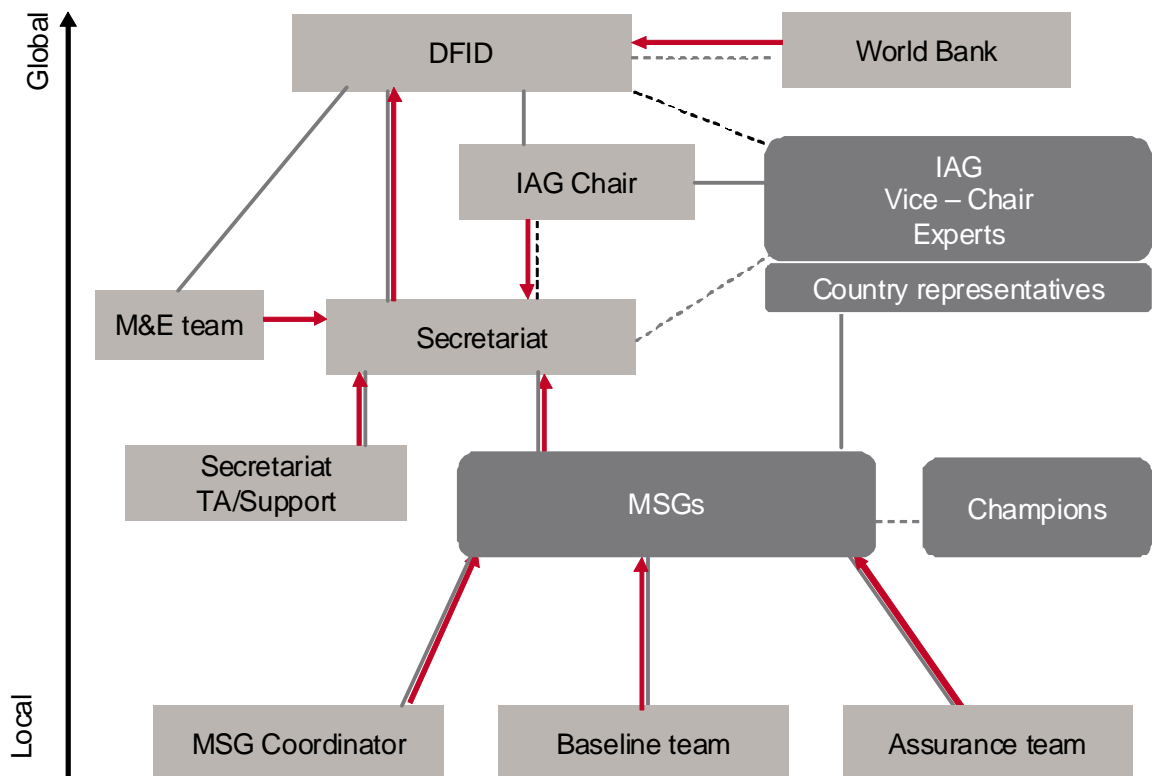 Global
DFID
World Bank
IAG Chair
IAG
Vice – Chair
Experts
Country representatives
M&E team
Secretariat
Secretariat
TA/Support
MSGs
Champions
Local
MSG Coordinator
Baseline team
Assurance team